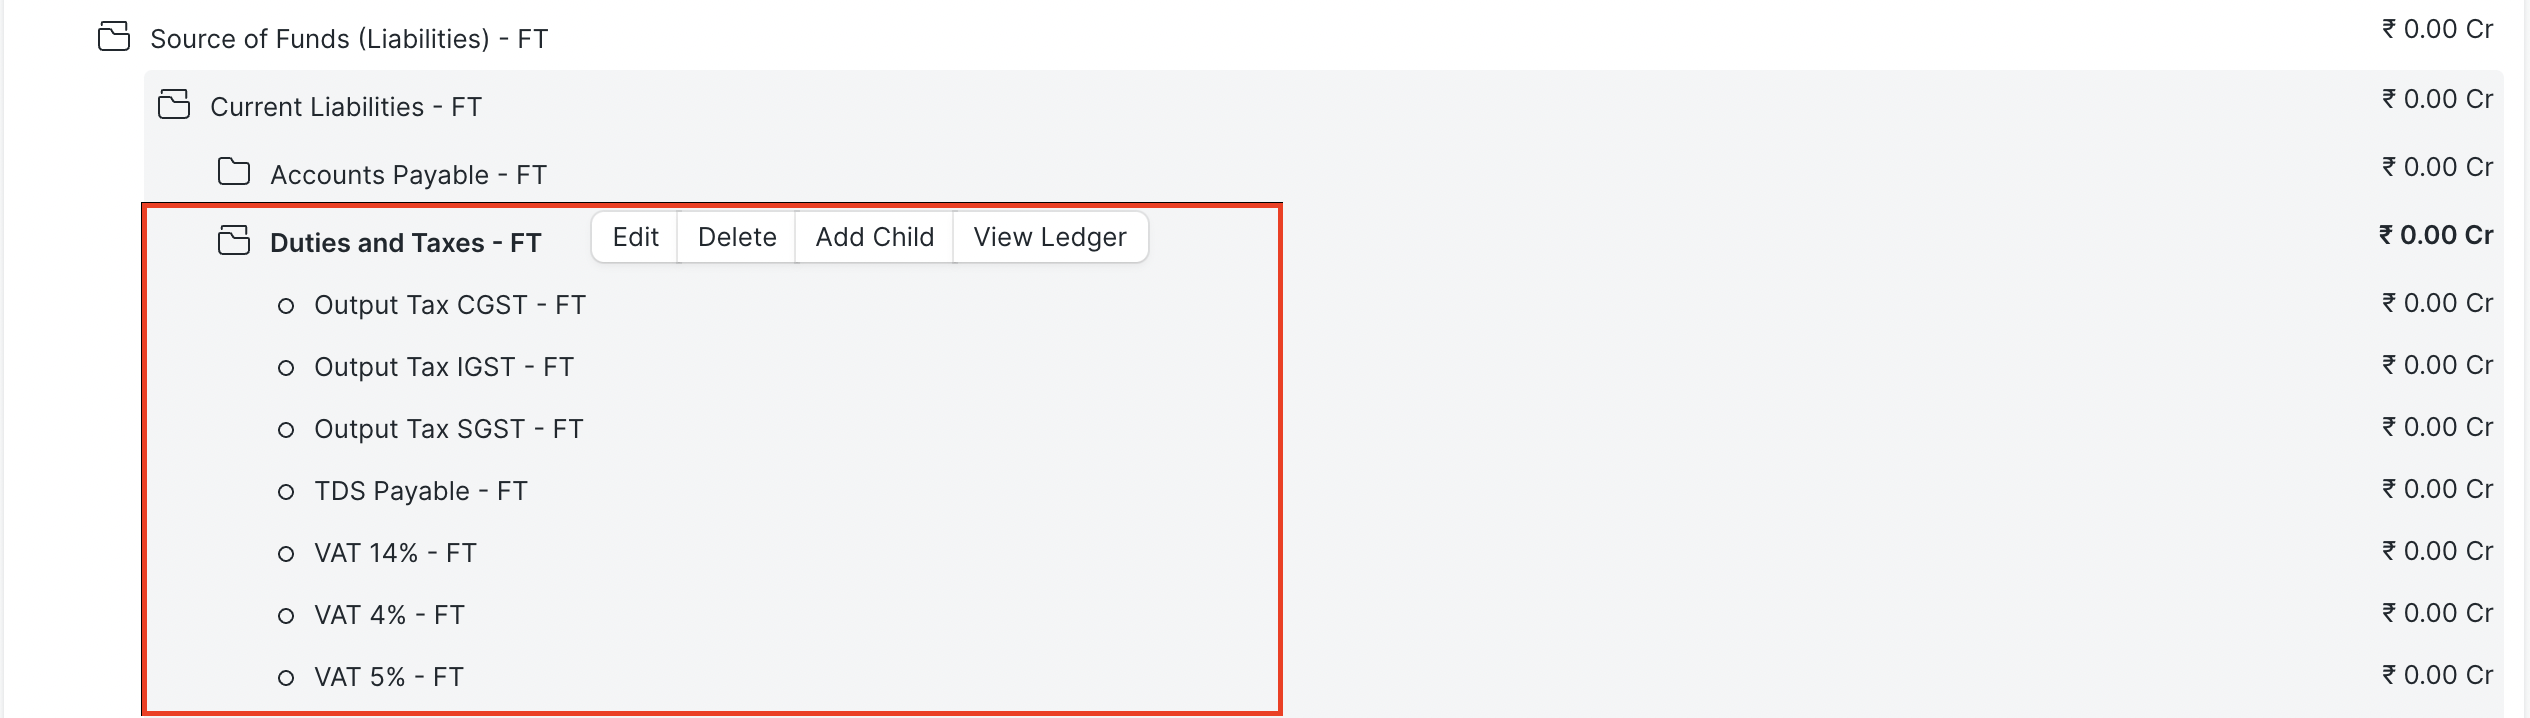 Source of Funds (Liabilities) - FT ₹ 0.00 Cr
Current Liabilities - FT ₹ 0.00 Cr
Accounts Payable - FT ₹ 0.00 Cr
Duties and Taxes - FT Edit Delete Add Child View Ledger ₹ 0.00 Cr
Output Tax CGST - FT ₹ 0.00 Cr
Output Tax IGST - FT ₹ 0.00 Cr
Output Tax SGST - FT ₹ 0.00 Cr
TDS Payable - FT ₹ 0.00 Cr
VAT 14% - FT ₹ 0.00 Cr
VAT 4% - FT ₹ 0.00 Cr
VAT 5% - FT ₹ 0.00 Cr